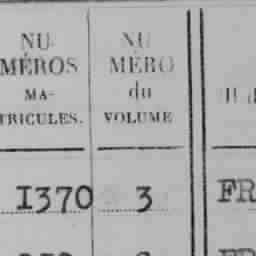 NU-
MÉROS
MA-
TRICULES.
NU
MÉRO
du
VOLUME
1370 3 FR